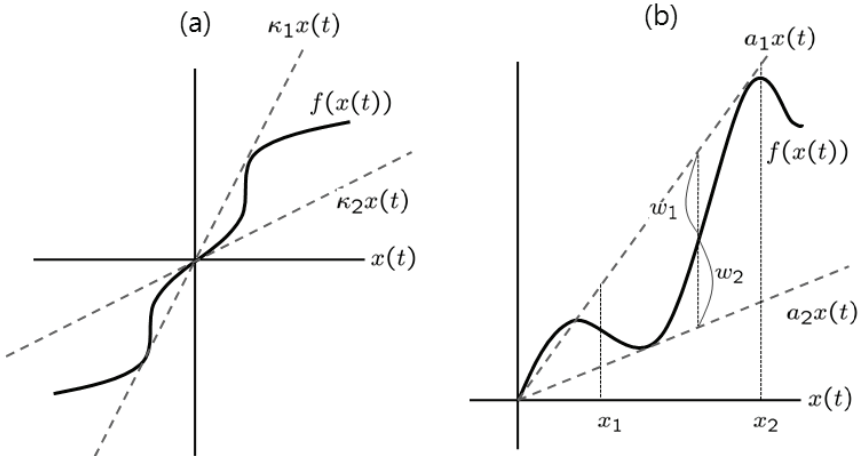 (a)
κ₁x(t)
f(x(t))
κ₂x(t)
x(t)
(b)
a₁x(t)
f(x(t))
w₁
w₂
a₂x(t)
x(t)
x₁
x₂